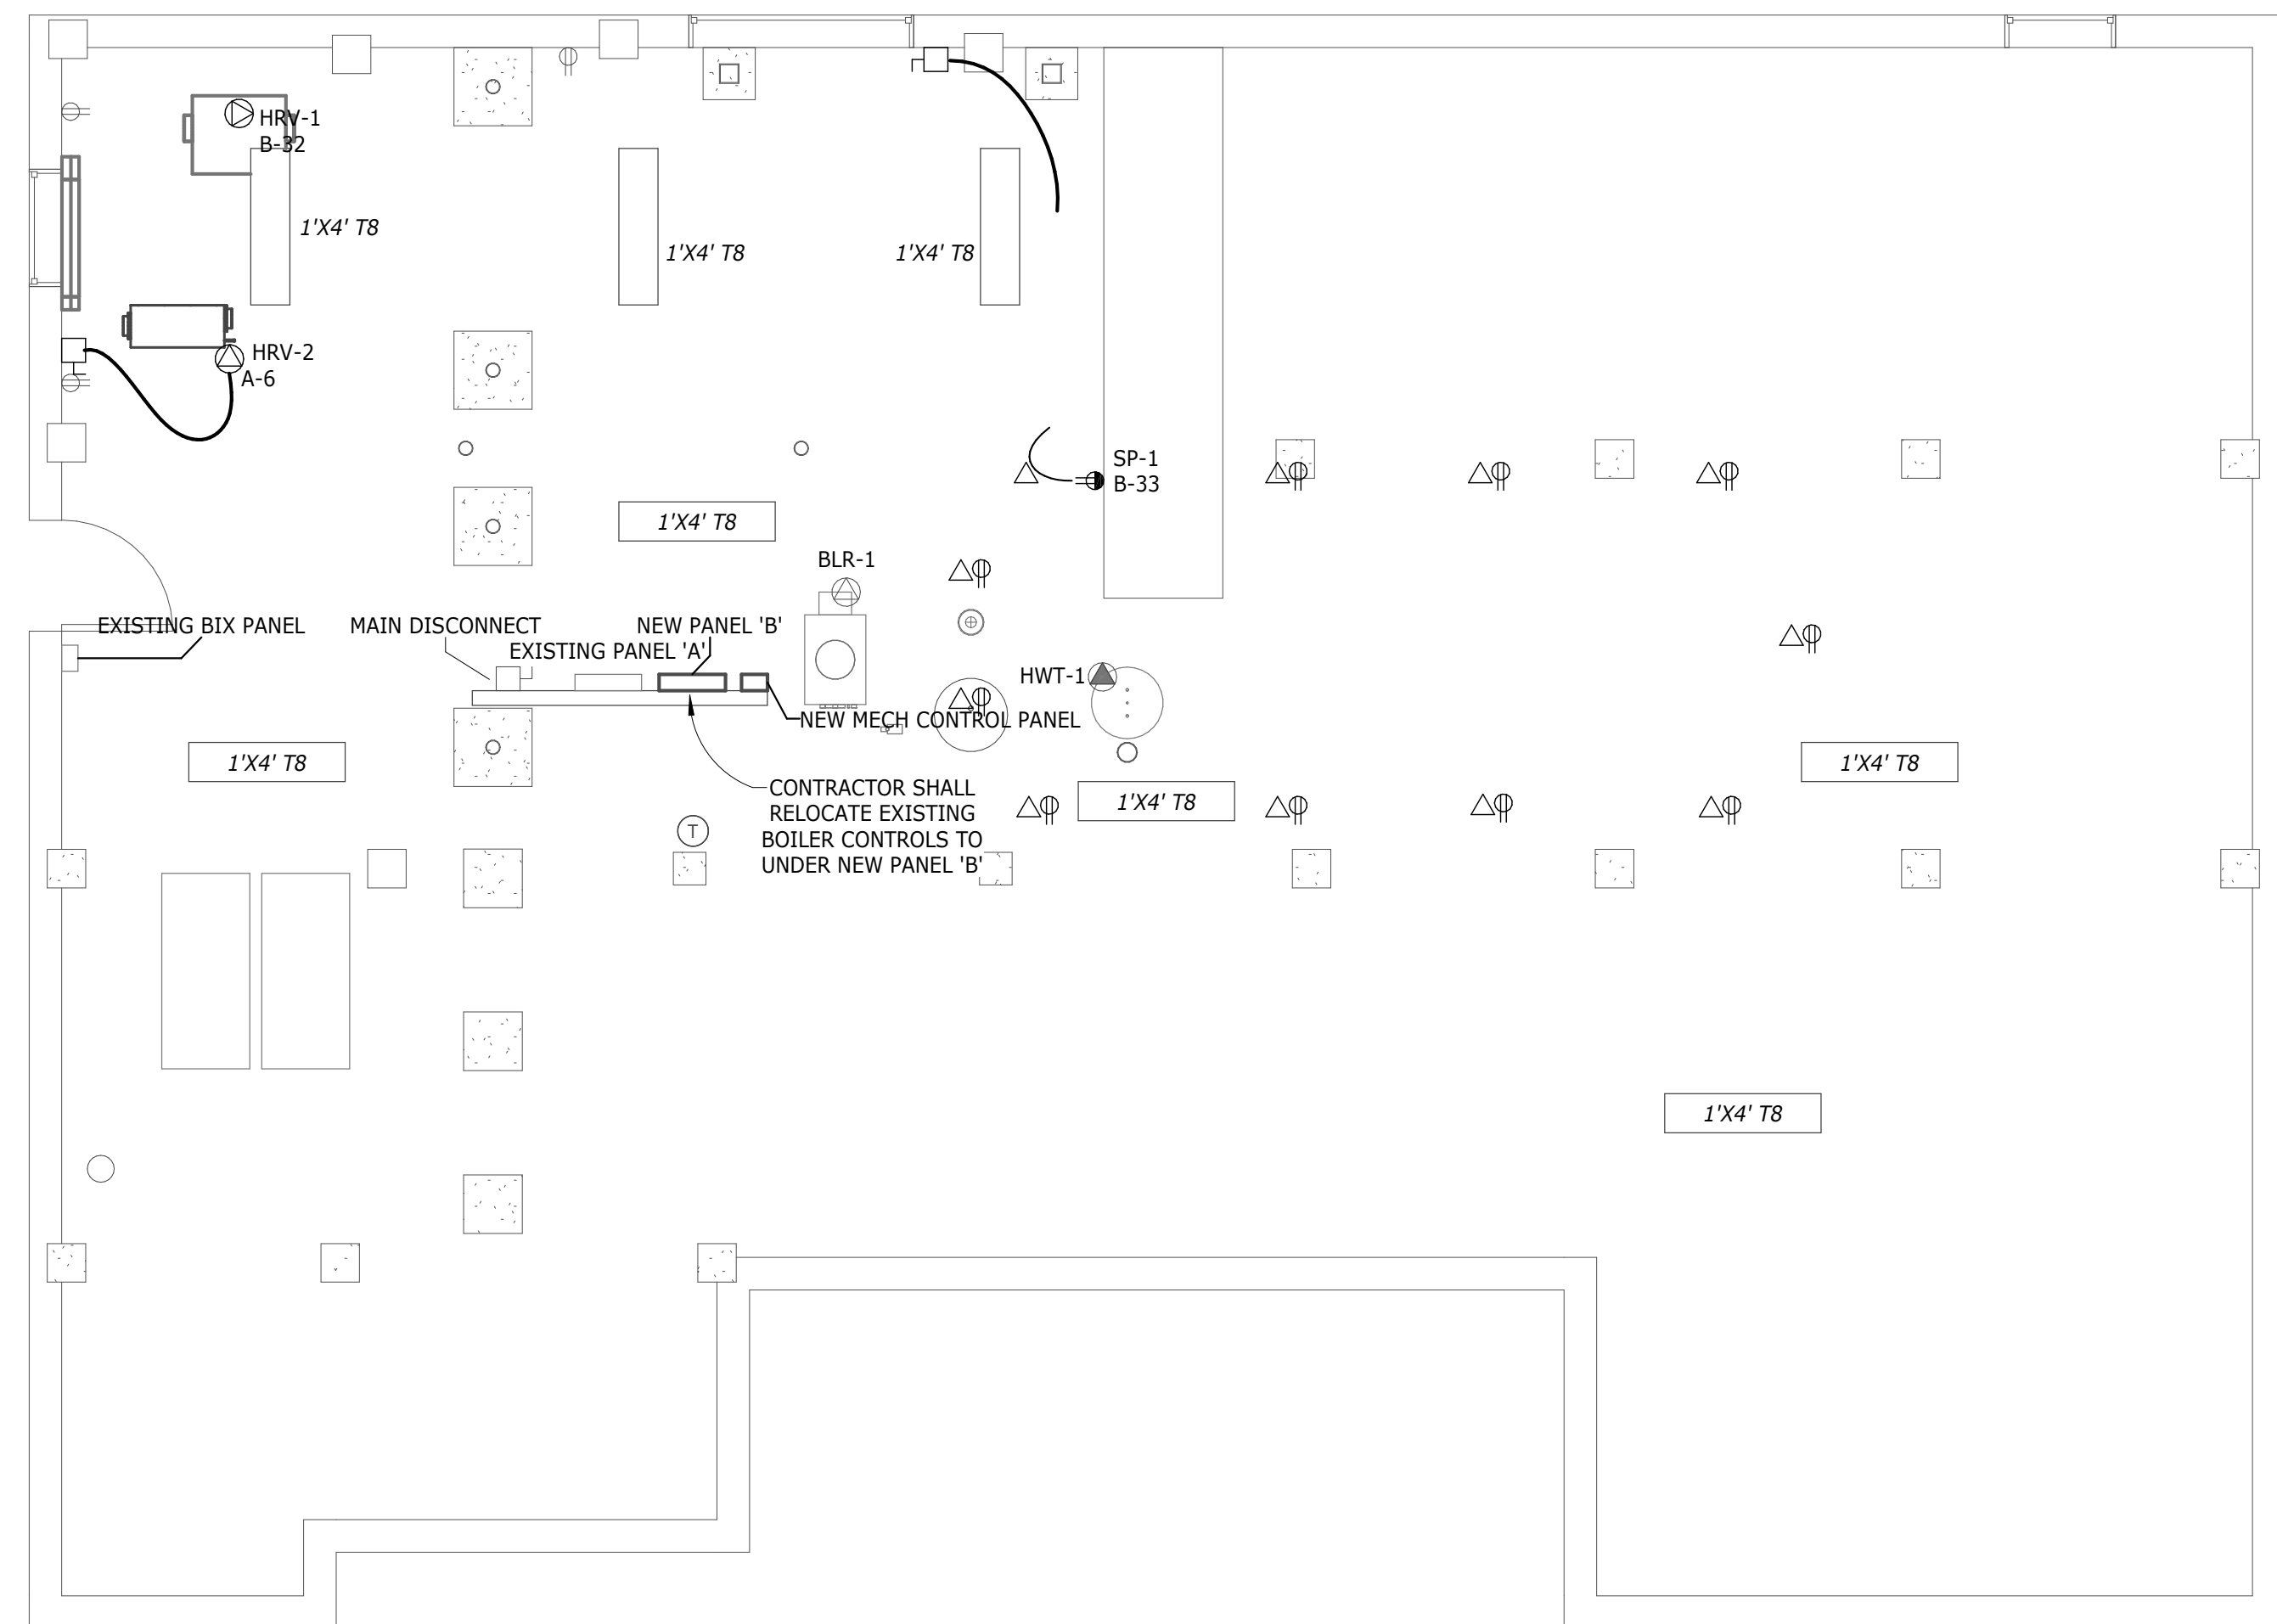 HRV-1
B-32
1'X4' T8
1'X4' T8
1'X4' T8
HRV-2
A-6
SP-1
B-33
1'X4' T8
BLR-1
EXISTING BIX PANEL
MAIN DISCONNECT
NEW PANEL 'B'
EXISTING PANEL 'A'
HWT-1
NEW MECH CONTROL PANEL
1'X4' T8
CONTRACTOR SHALL
RELOCATE EXISTING
BOILER CONTROLS TO
UNDER NEW PANEL 'B'
1'X4' T8
1'X4' T8
T
1'X4' T8